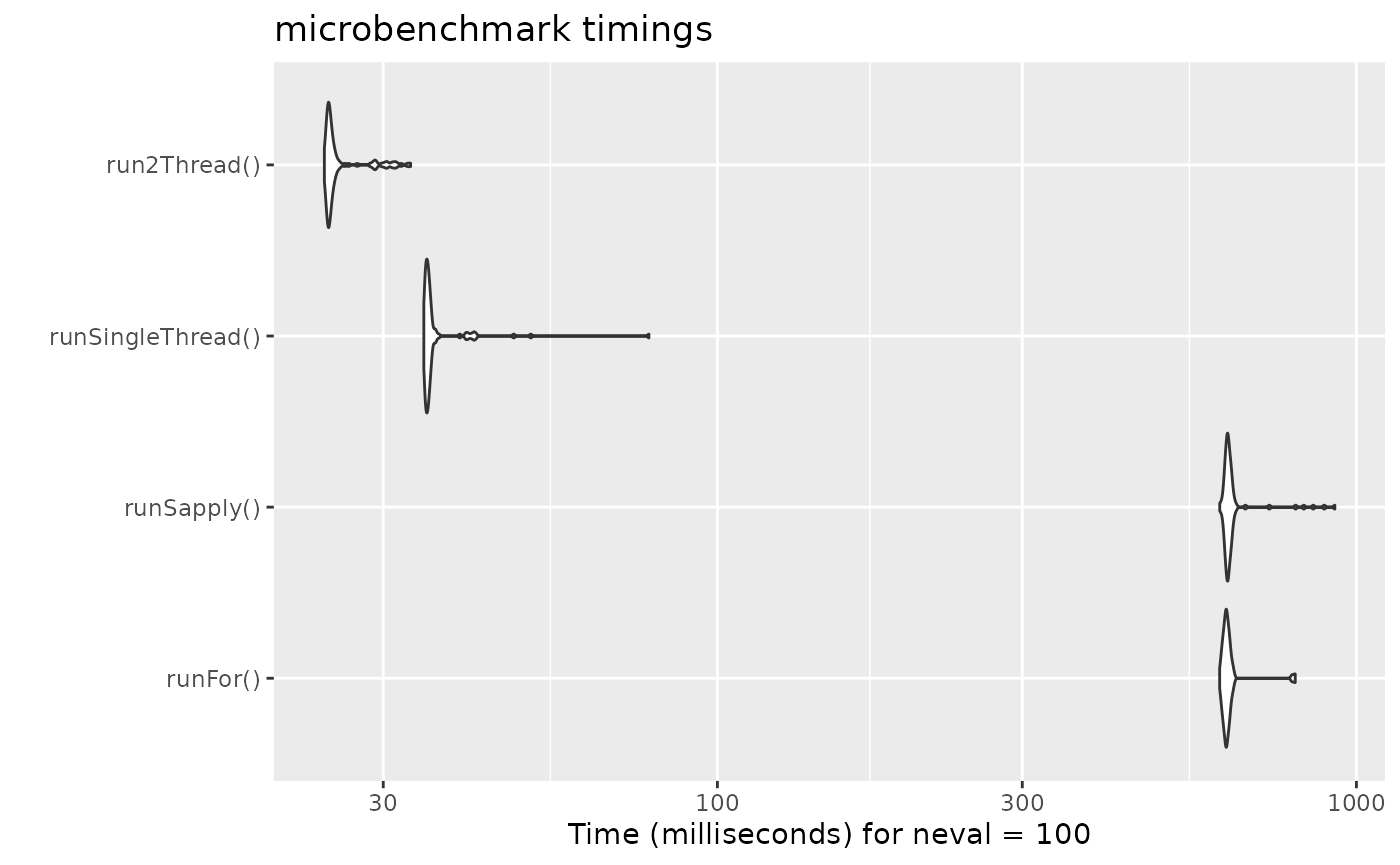 microbenchmark timings
run2Thread()
runSingleThread()
runSapply()
runFor()
30 100 300 1000
Time (milliseconds) for neval = 100